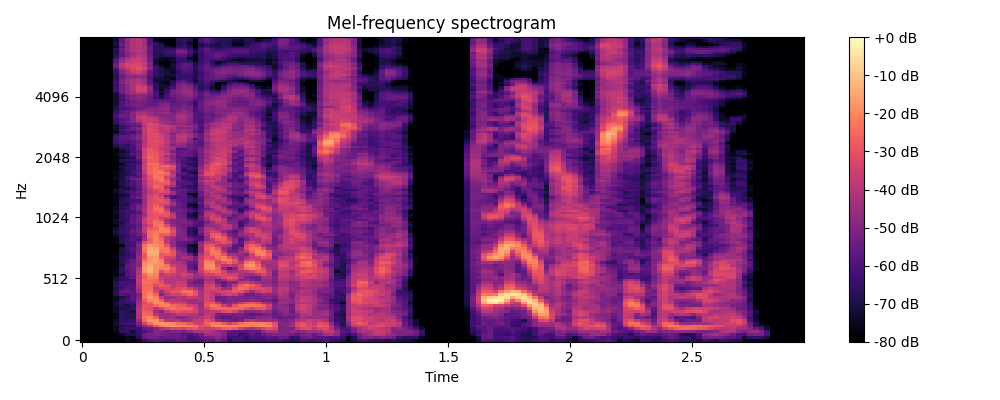 Mel-frequency spectrogram
+0 dB
-10 dB
-20 dB
-30 dB
-40 dB
-50 dB
-60 dB
-70 dB
-80 dB
Hz
4096
2048
1024
512
0
0 0.5 1 1.5 2 2.5
Time